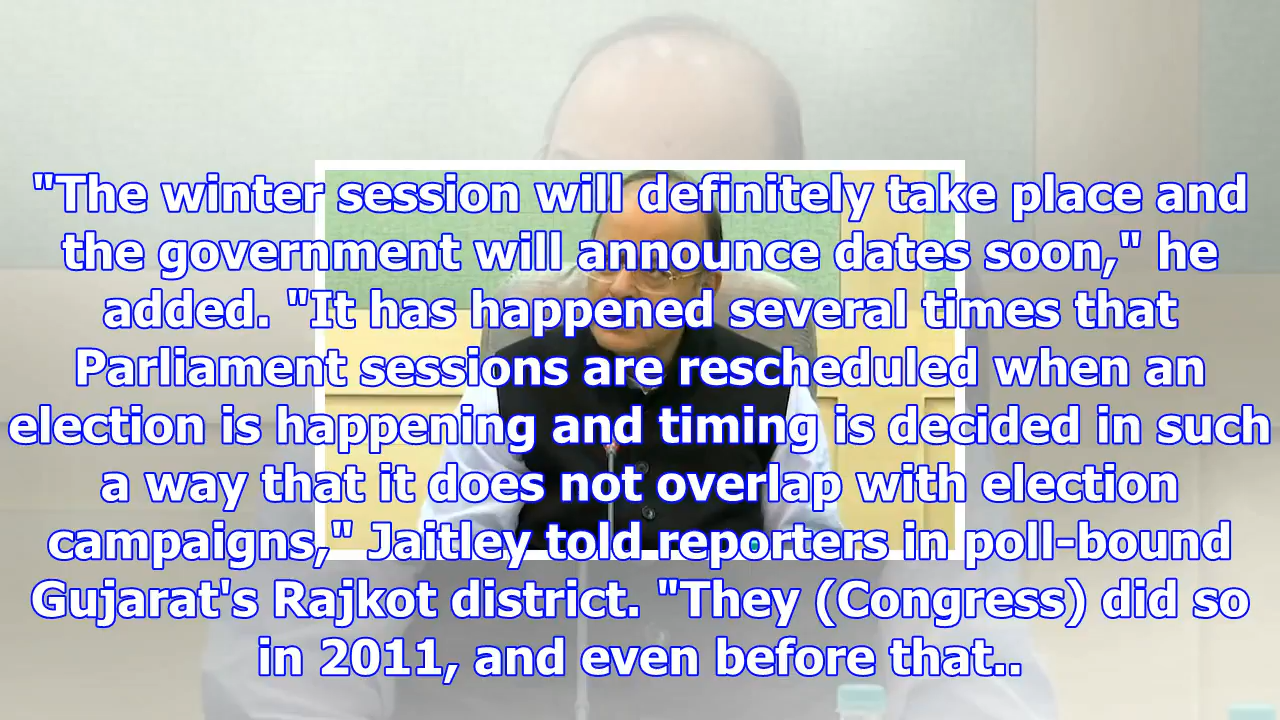 "The winter session will definitely take place and
the government will announce dates soon," he
added. "It has happened several times that
Parliament sessions are rescheduled when an
election is happening and timing is decided in such
a way that it does not overlap with election
campaigns," Jaitley told reporters in poll-bound
Gujarat's Rajkot district. "They (Congress) did so
in 2011, and even before that..